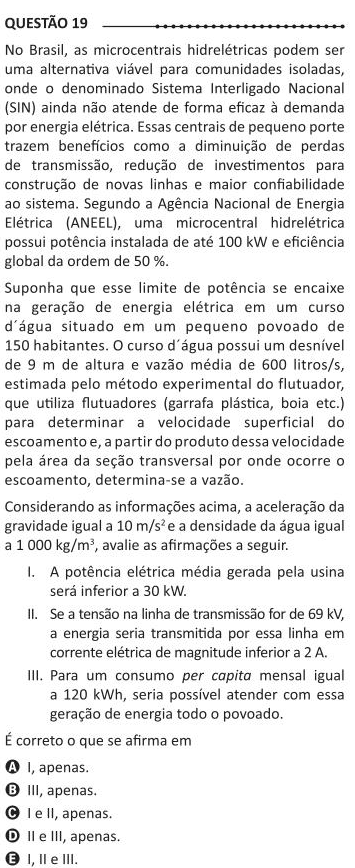 QUESTÃO 19
No Brasil, as microcentrais hidrelétricas podem ser
uma alternativa viável para comunidades isoladas,
onde o denominado Sistema Interligado Nacional
(SIN) ainda não atende de forma eficaz à demanda
por energia elétrica. Essas centrais de pequeno porte
trazem benefícios como a diminuição de perdas
de transmissão, redução de investimentos para
construção de novas linhas e maior confiabilidade
ao sistema. Segundo a Agência Nacional de Energia
Elétrica (ANEEL), uma microcentral hidrelétrica
possui potência instalada de até 100 kW e eficiência
global da ordem de 50 %.
Suponha que esse limite de potência se encaixe
na geração de energia elétrica em um curso
d´água situado em um pequeno povoado de
150 habitantes. O curso d´água possui um desnível
de 9 m de altura e vazão média de 600 litros/s,
estimada pelo método experimental do flutuador,
que utiliza flutuadores (garrafa plástica, boia etc.)
para determinar a velocidade superficial do
escoamento e, a partir do produto dessa velocidade
pela área da seção transversal por onde ocorre o
escoamento, determina-se a vazão.
Considerando as informações acima, a aceleração da
gravidade igual a 10 m/s² e a densidade da água igual
a 1 000 kg/m³, avalie as afirmações a seguir.
I. A potência elétrica média gerada pela usina
será inferior a 30 kW.
II. Se a tensão na linha de transmissão for de 69 kV,
a energia seria transmitida por essa linha em
corrente elétrica de magnitude inferior a 2 A.
III. Para um consumo per capita mensal igual
a 120 kWh, seria possível atender com essa
geração de energia todo o povoado.
É correto o que se afirma em
A I, apenas.
B III, apenas.
C I e II, apenas.
D II e III, apenas.
E I, II e III.